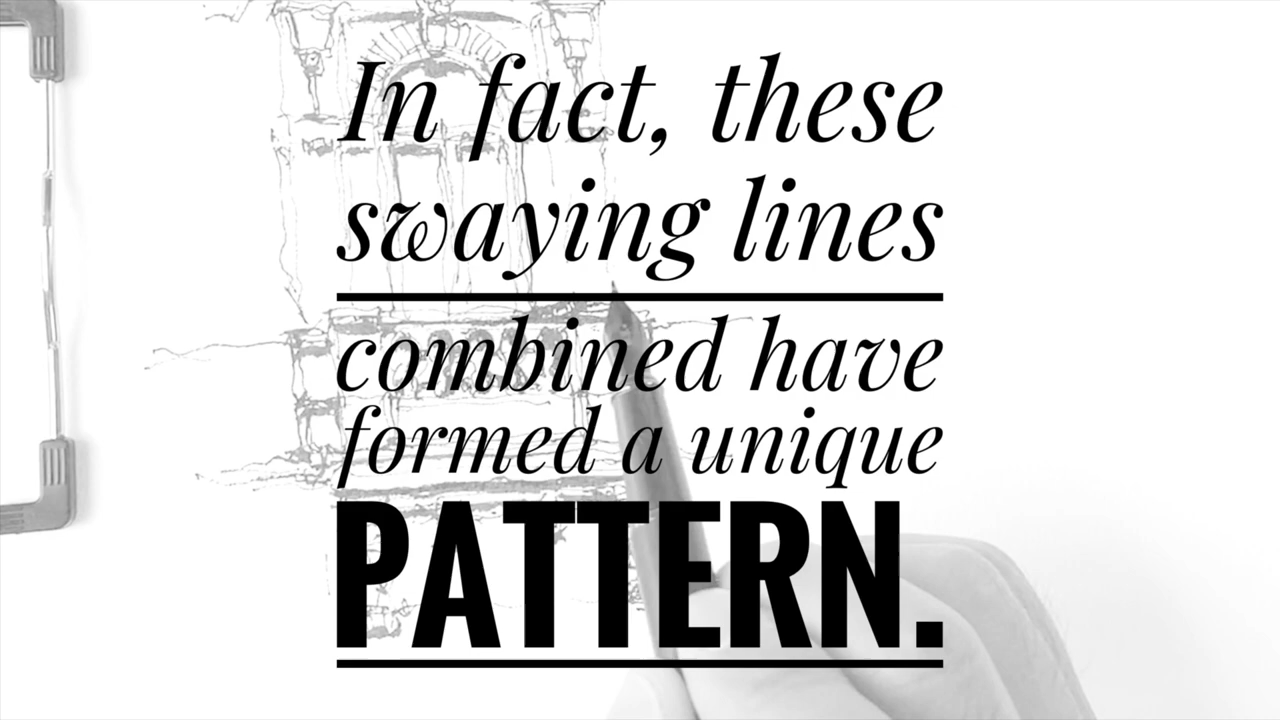 In fact, these
swaying lines
combined have
formed a unique
PATTERN.